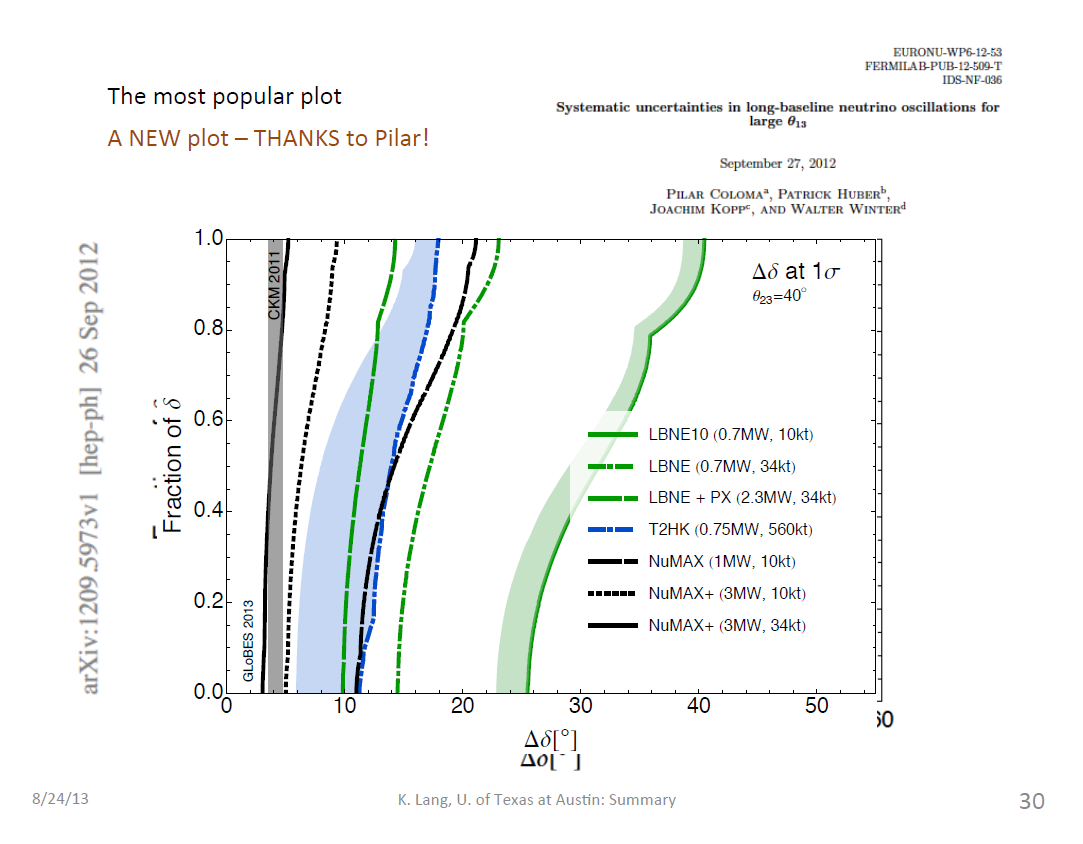 EURONU-WP6-12-53
FERMILAB-PUB-12-509-T
IDS-NF-036
The most popular plot
A NEW plot – THANKS to Pilar!
Systematic uncertainties in long-baseline neutrino oscillations for
large θ13
September 27, 2012
Pilar Coloma^a, Patrick Huber^b,
Joachim Kopp^c, and Walter Winter^d
arXiv:1209.5973v1 [hep-ph] 26 Sep 2012
Fraction of δ
1.0
0.8
0.6
0.4
0.2
0.0
CKM 2011
GLoBES 2013
Δδ at 1σ
θ23=40°
LBNE10 (0.7MW, 10kt)
LBNE (0.7MW, 34kt)
LBNE + PX (2.3MW, 34kt)
T2HK (0.75MW, 560kt)
NuMAX (1MW, 10kt)
NuMAX+ (3MW, 10kt)
NuMAX+ (3MW, 34kt)
0 10 20 30 40 50
Δδ[°]
8/24/13 K. Lang, U. of Texas at Austin: Summary 30